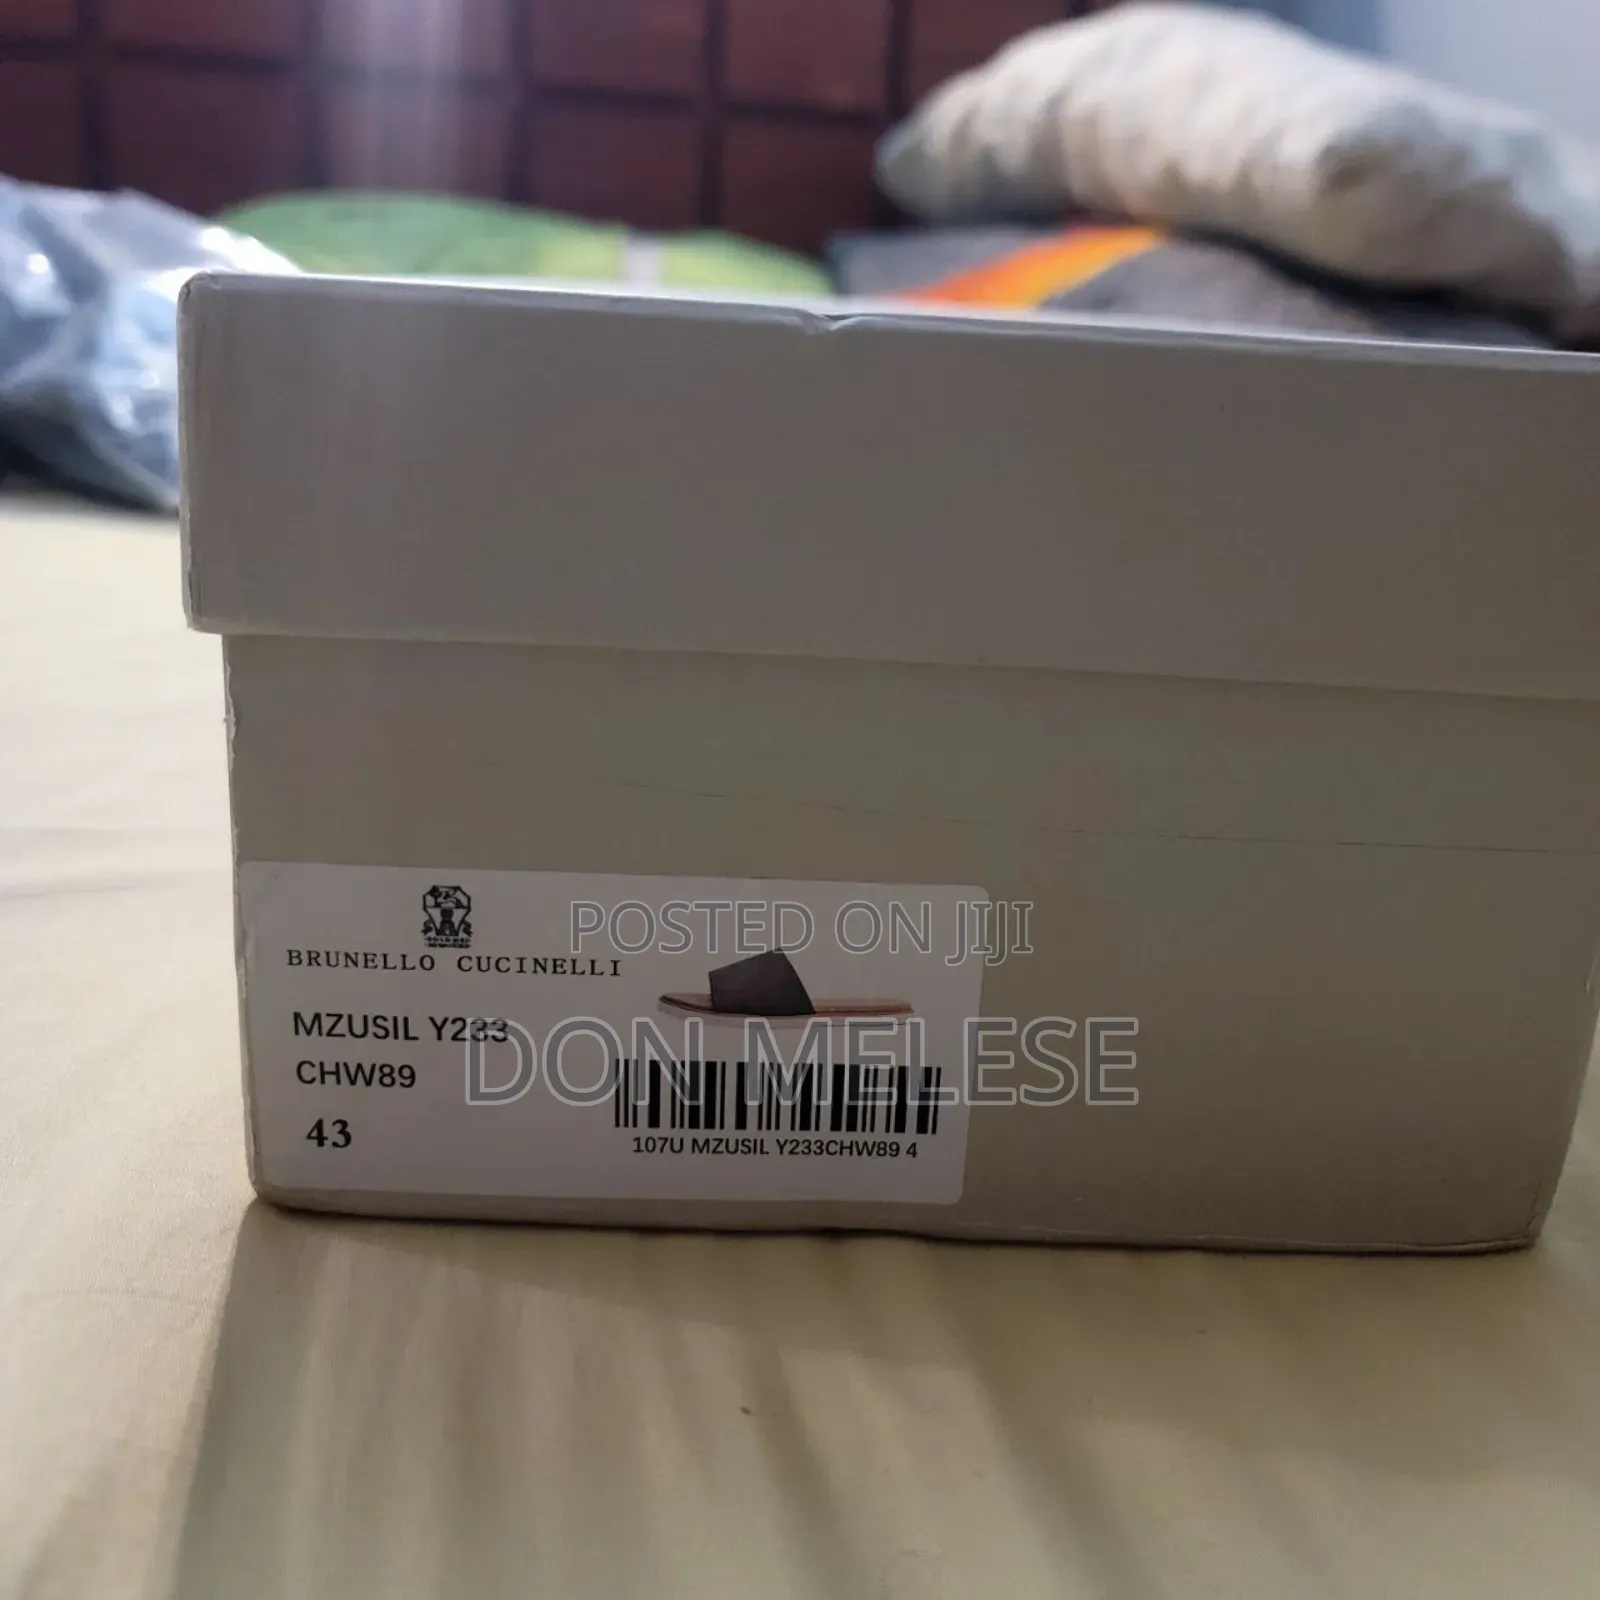 POSTED ON JIJI
BRUNELLO CUCINELLI
MZUSIL Y233
DON MELESE
CHW89
43
107U MZUSIL Y233CHW89 4